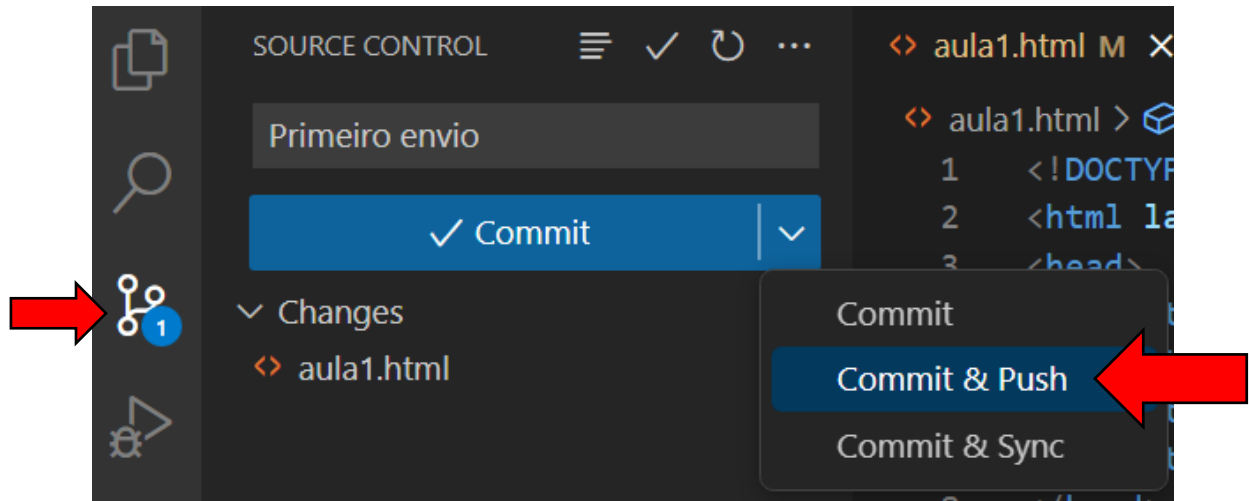 SOURCE CONTROL
Primeiro envio
Commit
Changes
aula1.html
1
Commit
Commit & Push
Commit & Sync
aula1.html M
aula1.html >
1 <!DOCTYP
2 <html la
3 <head>